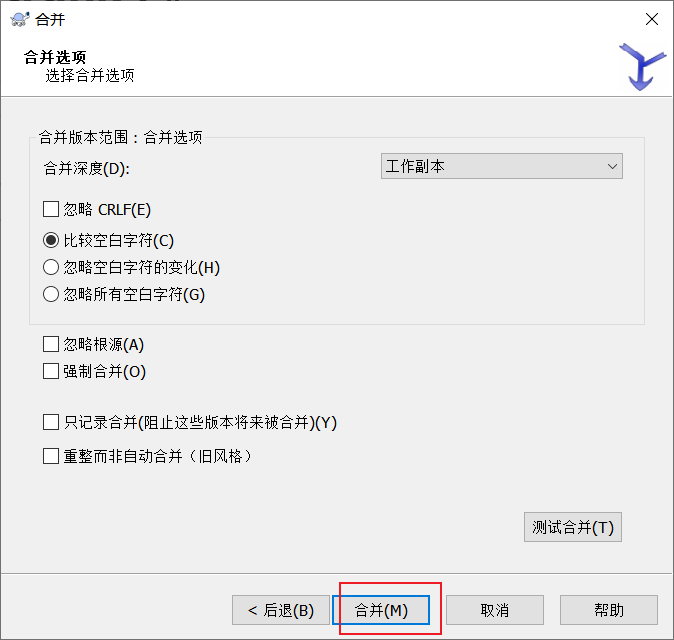 合并
合并选项
选择合并选项
合并版本范围：合并选项
合并深度(D):
工作副本
忽略 CRLF(E)
比较空白字符(C)
忽略空白字符的变化(H)
忽略所有空白字符(G)
忽略根源(A)
强制合并(O)
只记录合并(阻止这些版本将来被合并)(Y)
重整而非自动合并（旧风格）
测试合并(T)
< 后退(B)
合并(M)
取消
帮助